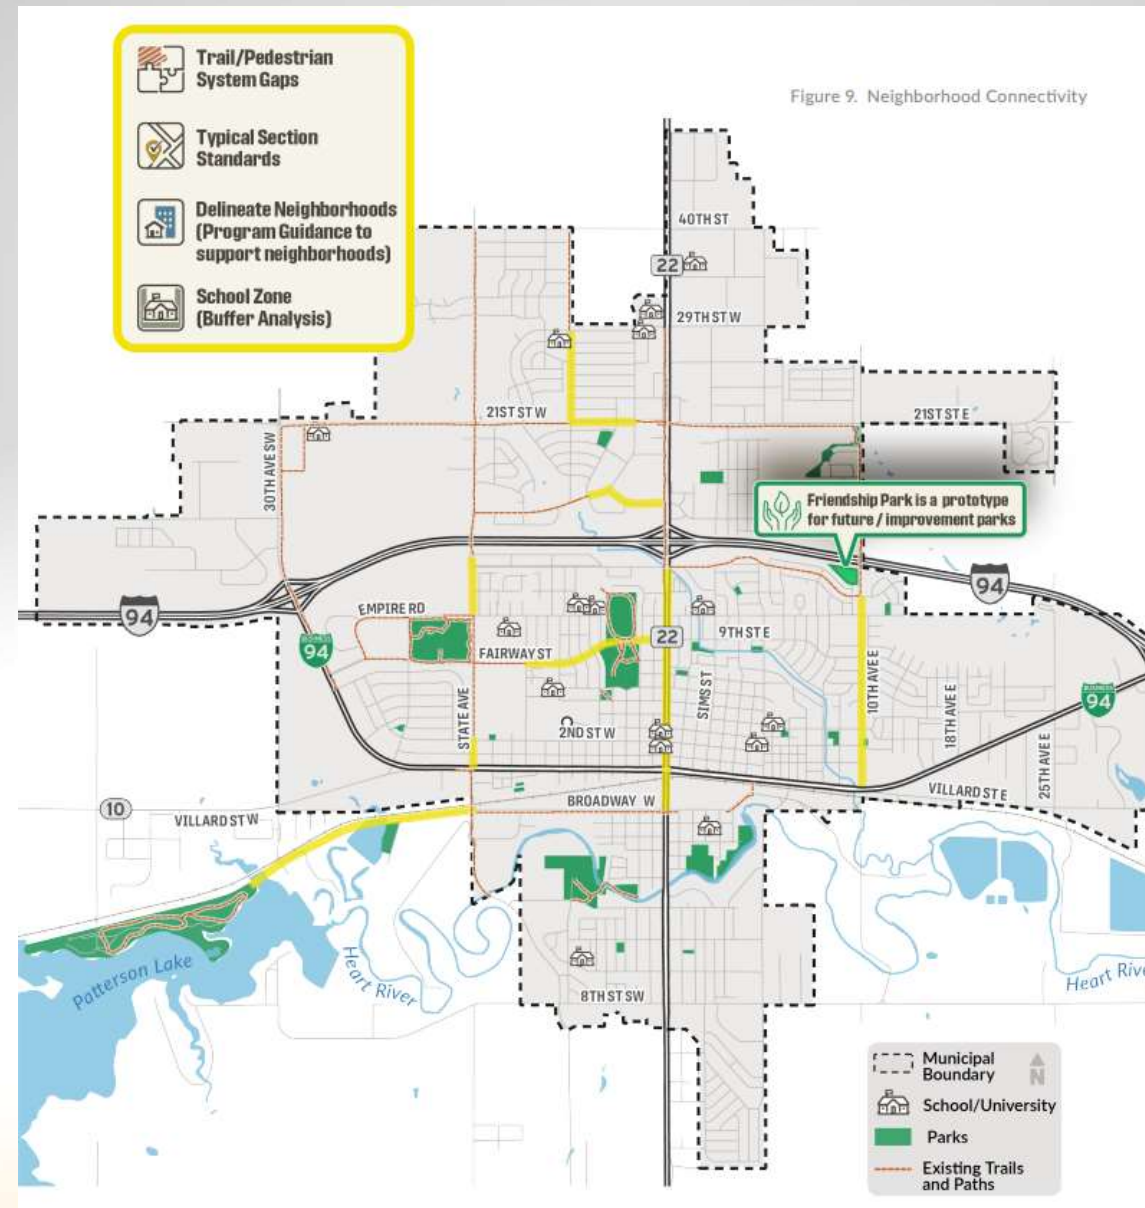 Trail/Pedestrian
System Gaps
Typical Section
Standards
Delineate Neighborhoods
(Program Guidance to
support neighborhoods)
School Zone
(Buffer Analysis)
Figure 9. Neighborhood Connectivity
40TH ST
22
29TH ST W
21ST ST W
21ST ST E
30TH AVE SW
Friendship Park is a prototype
for future / improvement parks
94
94
EMPIRE RD
BUSINESS
94
FAIRWAY ST
22
9TH ST E
STATE AVE
SIMS ST
10TH AVE E
18TH AVE E
25TH AVE E
BUSINESS
94
2ND ST W
10
VILLARD ST W
BROADWAY W
VILLARD ST E
Patterson Lake
Heart River
Heart Rive
8TH ST SW
Municipal
Boundary
N
School/University
Parks
Existing Trails
and Paths